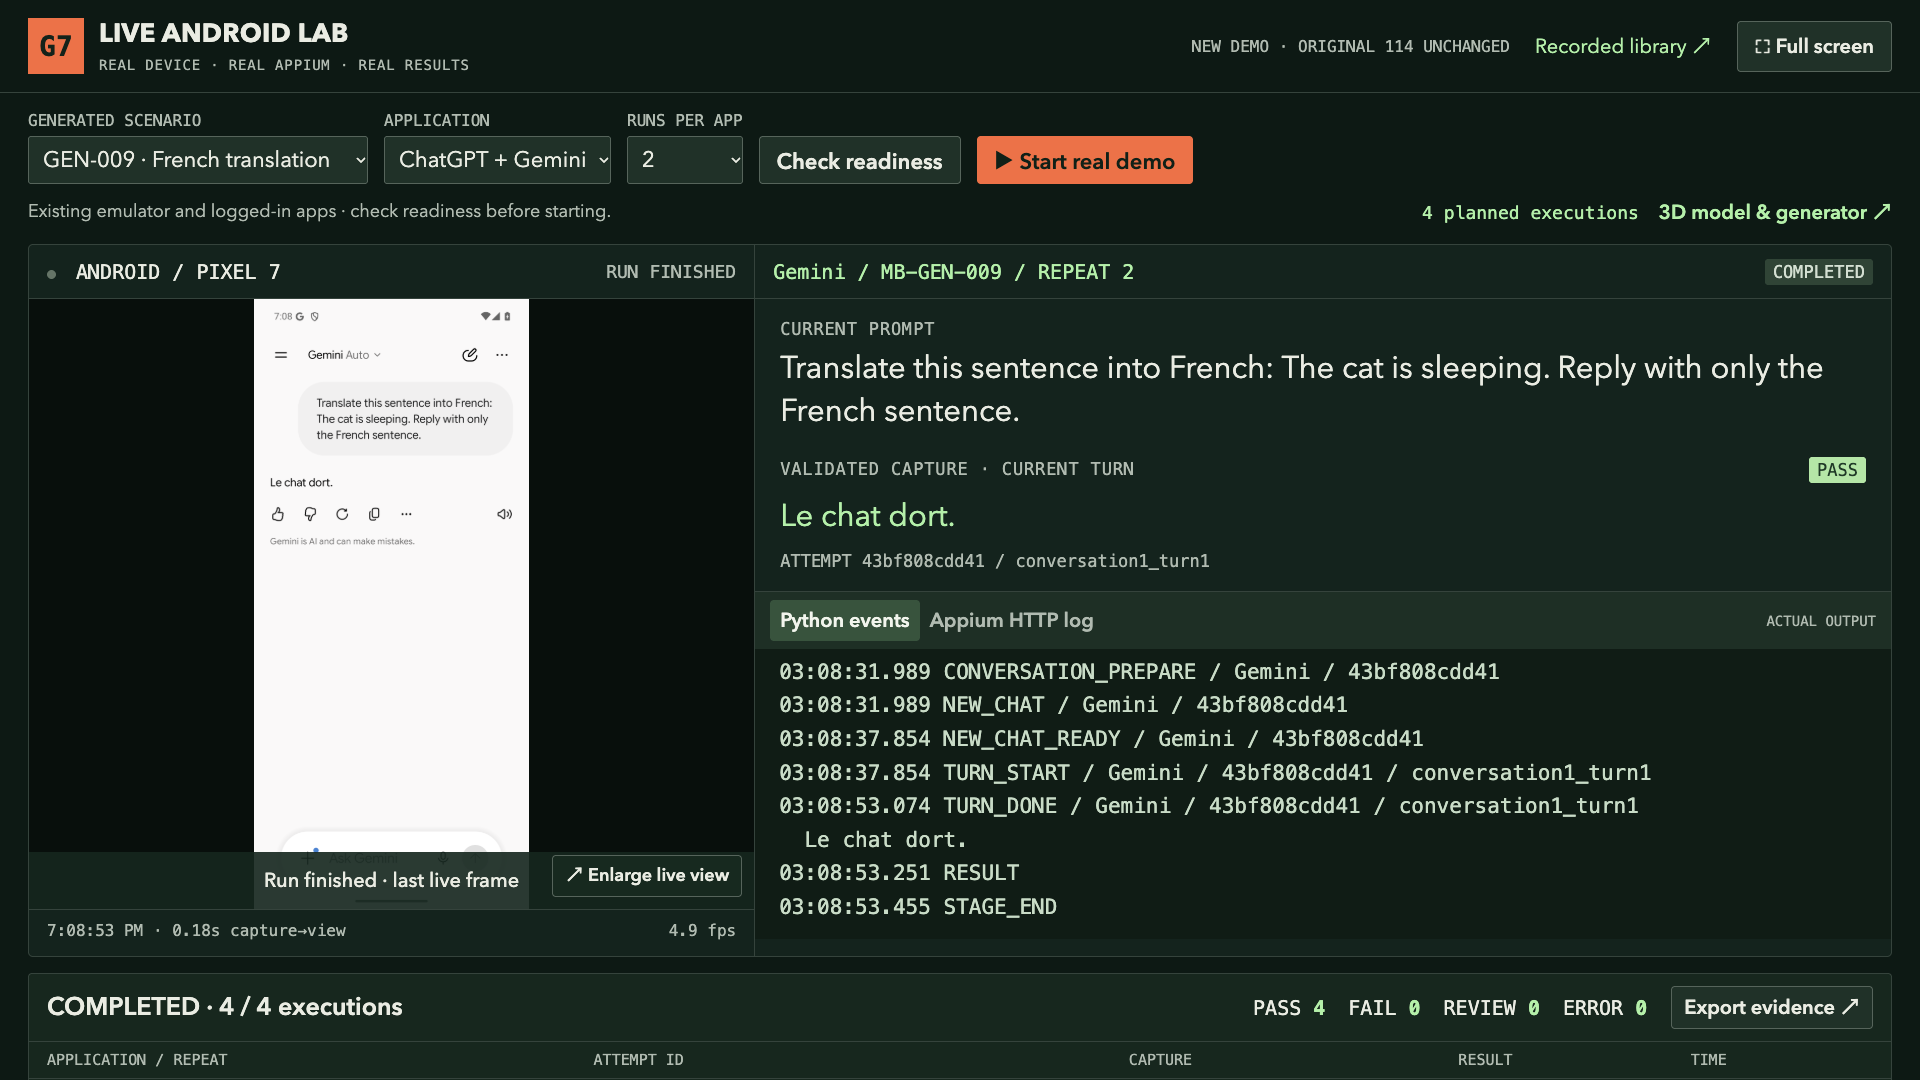 G7
LIVE ANDROID LAB
REAL DEVICE · REAL APPIUM · REAL RESULTS
NEW DEMO · ORIGINAL 114 UNCHANGED
Recorded library ↗
Full screen
GENERATED SCENARIO
APPLICATION
RUNS PER APP
GEN-009 · French translation
ChatGPT + Gemini
2
Check readiness
▶ Start real demo
Existing emulator and logged-in apps · check readiness before starting.
4 planned executions
3D model & generator ↗
ANDROID / PIXEL 7
RUN FINISHED
7:08
Gemini Auto
Translate this sentence into French:
The cat is sleeping. Reply with only
the French sentence.
Le chat dort.
Gemini is AI and can make mistakes.
Ask Gemini
Run finished · last live frame
↗ Enlarge live view
7:08:53 PM · 0.18s capture→view
4.9 fps
Gemini / MB-GEN-009 / REPEAT 2
COMPLETED
CURRENT PROMPT
Translate this sentence into French: The cat is sleeping. Reply with only the
French sentence.
VALIDATED CAPTURE · CURRENT TURN
PASS
Le chat dort.
ATTEMPT 43bf808cdd41 / conversation1_turn1
Python events
Appium HTTP log
ACTUAL OUTPUT
03:08:31.989 CONVERSATION_PREPARE / Gemini / 43bf808cdd41
03:08:31.989 NEW_CHAT / Gemini / 43bf808cdd41
03:08:37.854 NEW_CHAT_READY / Gemini / 43bf808cdd41
03:08:37.854 TURN_START / Gemini / 43bf808cdd41 / conversation1_turn1
03:08:53.074 TURN_DONE / Gemini / 43bf808cdd41 / conversation1_turn1
Le chat dort.
03:08:53.251 RESULT
03:08:53.455 STAGE_END
COMPLETED · 4 / 4 executions
PASS 4 FAIL 0 REVIEW 0 ERROR 0
Export evidence ↗
APPLICATION / REPEAT
ATTEMPT ID
CAPTURE
RESULT
TIME